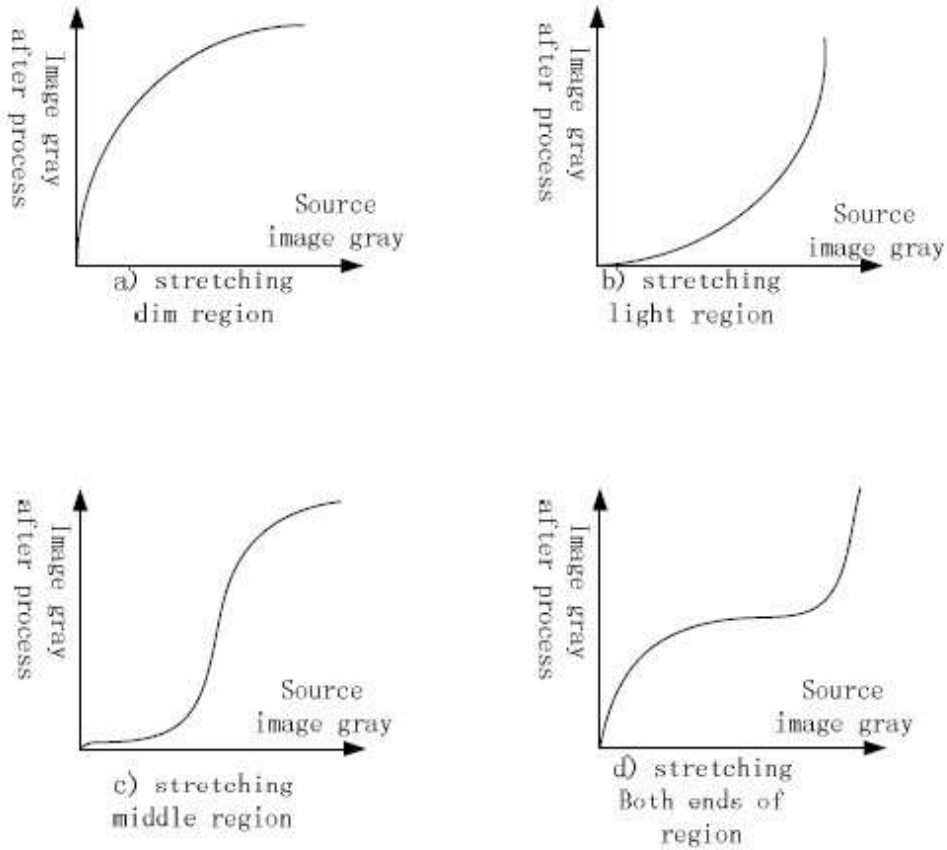 Image gray
after process
Source
image gray
a) stretching
dim region
Image gray
after process
Source
image gray
b) stretching
light region
Image gray
after process
Source
image gray
c) stretching
middle region
Image gray
after process
Source
image gray
d) stretching
Both ends of
region